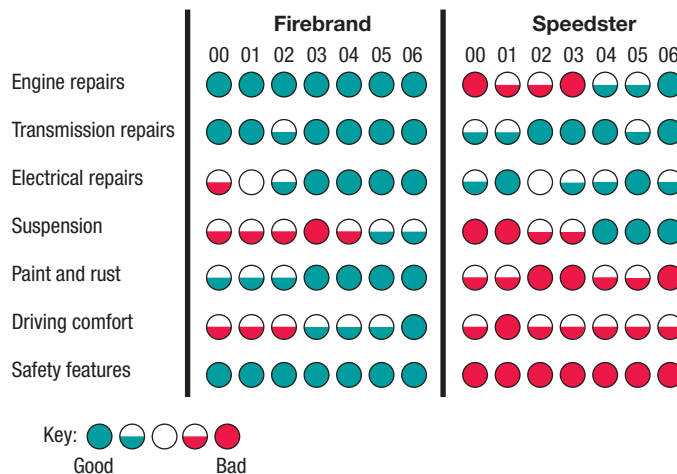 Firebrand Speedster
00 01 02 03 04 05 06 00 01 02 03 04 05 06
Engine repairs
Transmission repairs
Electrical repairs
Suspension
Paint and rust
Driving comfort
Safety features
Key:
Good Bad